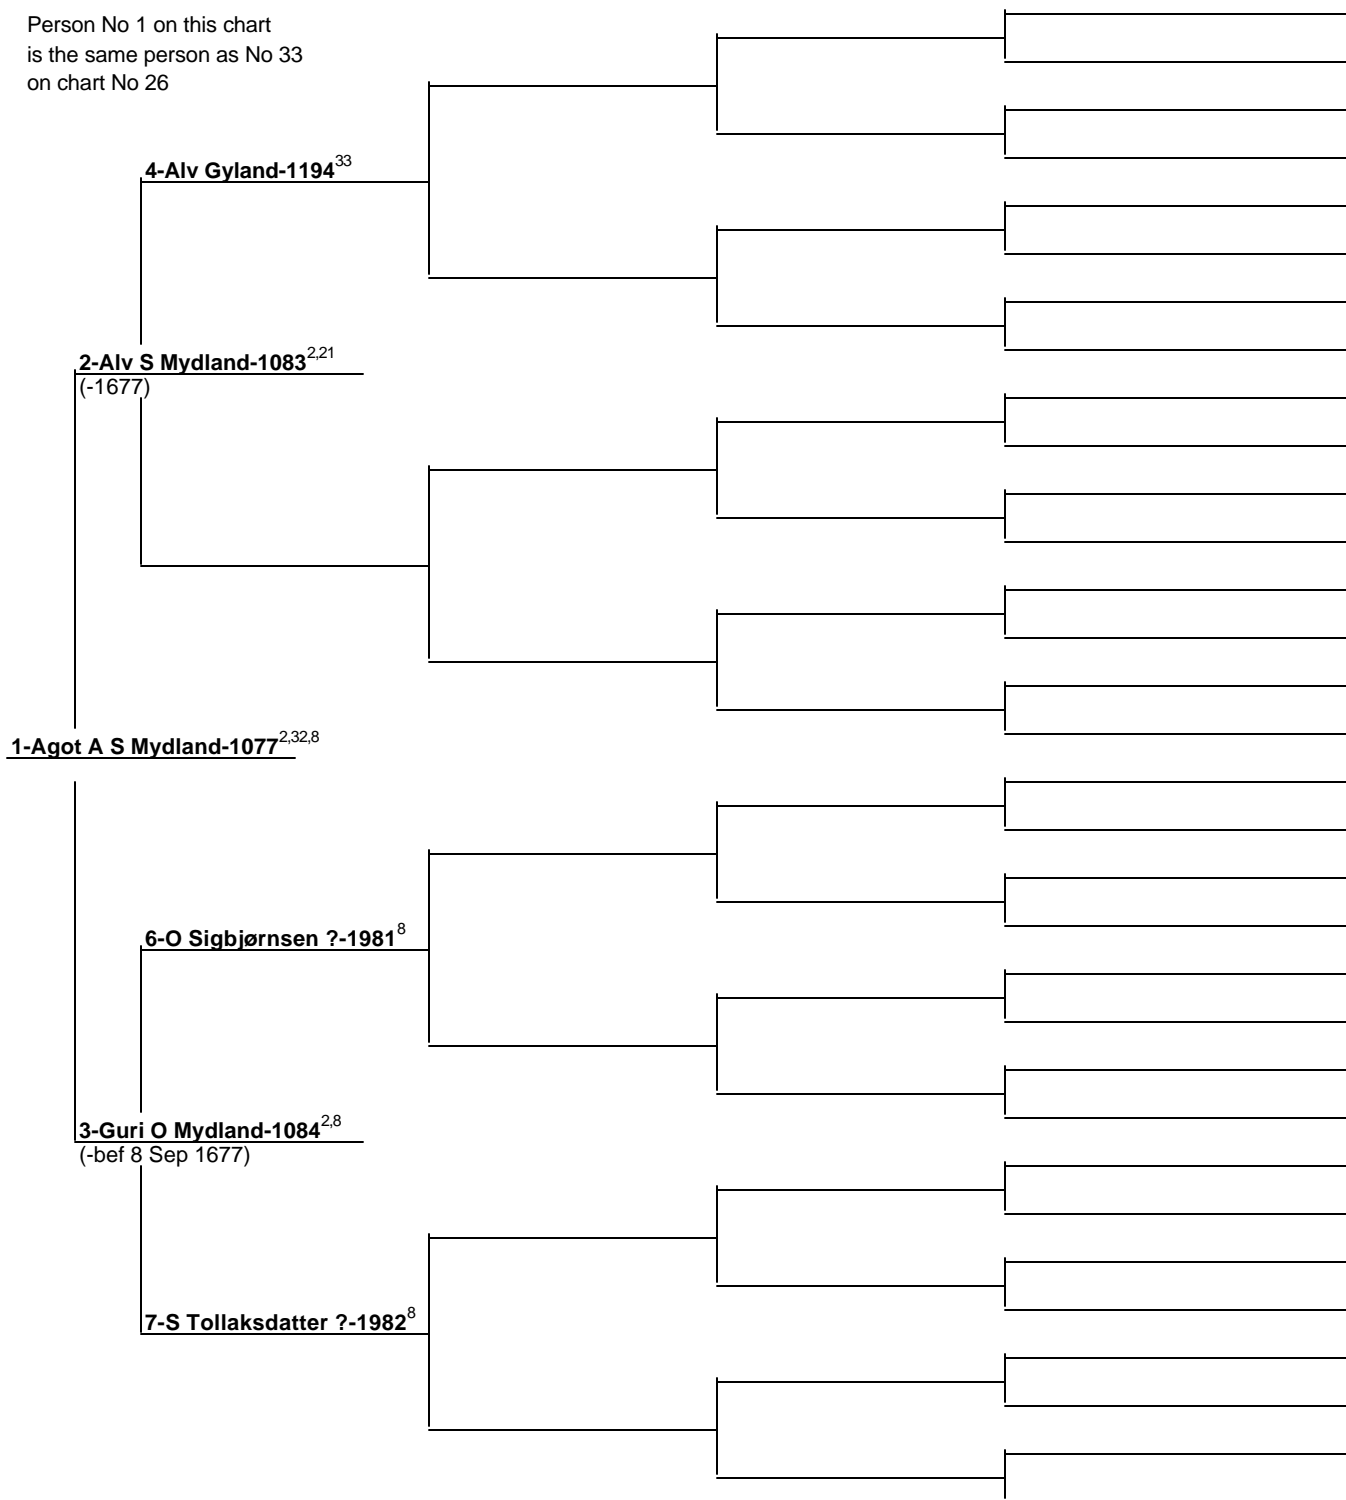 Person No 1 on this chart
is the same person as No 33
on chart No 26
4-Alv Gyland-1194³³
2-Alv S Mydland-1083²,²¹
(-1677)
1-Agot A S Mydland-1077²,³²,⁸
6-O Sigbjørnsen ?-1981⁸
3-Guri O Mydland-1084²,⁸
(-bef 8 Sep 1677)
7-S Tollaksdatter ?-1982⁸